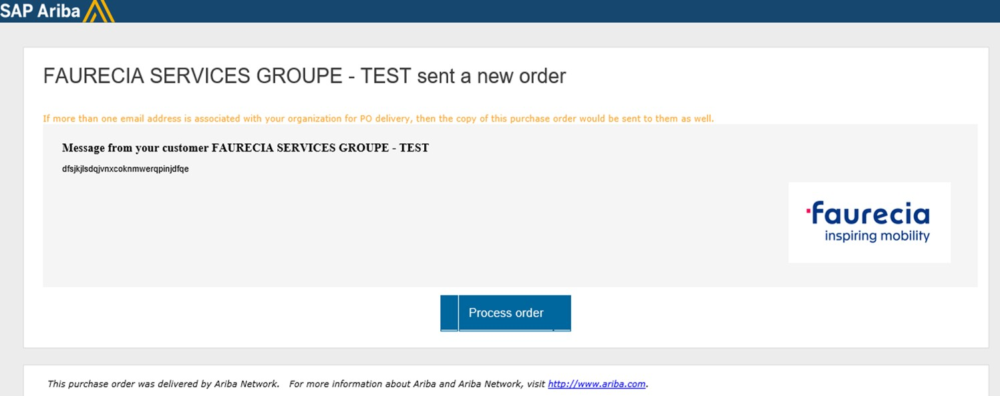 SAP Ariba
FAURECIA SERVICES GROUPE - TEST sent a new order
If more than one email address is associated with your organization for PO delivery, then the copy of this purchase order would be sent to them as well.
Message from your customer FAURECIA SERVICES GROUPE - TEST
dfsjkjlsdqjvnxcoknmwerqpinjdfqe
faurecia
inspiring mobility
Process order
This purchase order was delivered by Ariba Network. For more information about Ariba and Ariba Network, visit http://www.ariba.com.